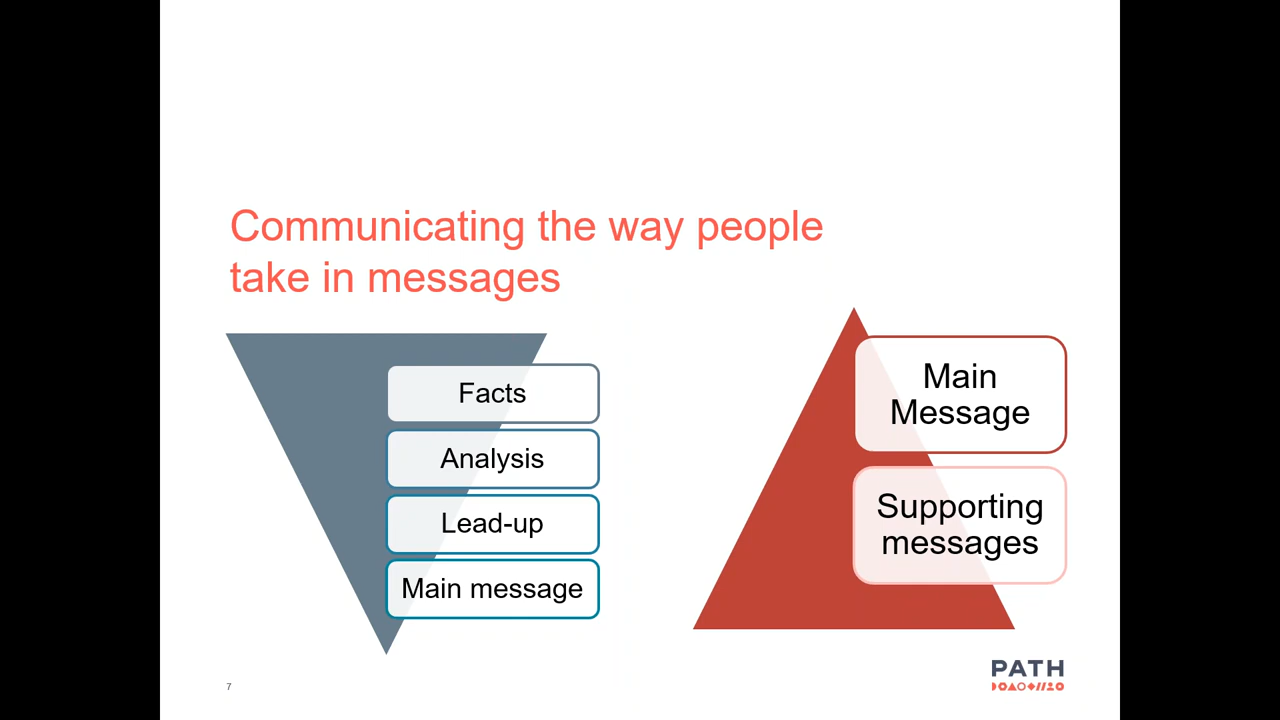 Communicating the way people
take in messages
Facts
Analysis
Lead-up
Main message
Main
Message
Supporting
messages
7
PATH